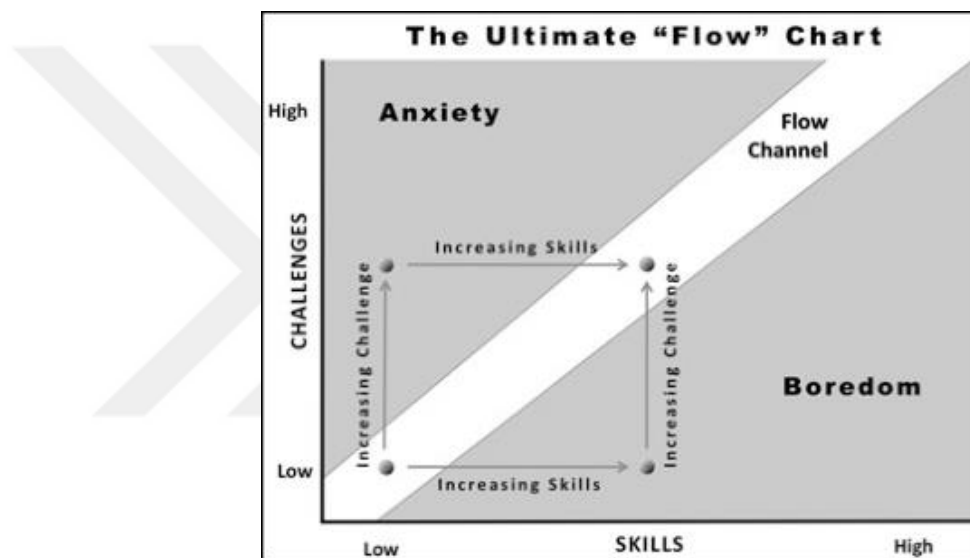 The Ultimate “Flow” Chart
High
Anxiety
Flow
Channel
CHALLENGES
Increasing Skills
Increasing Challenge
Increasing Challenge
Boredom
Low
Increasing Skills
Low
SKILLS
High